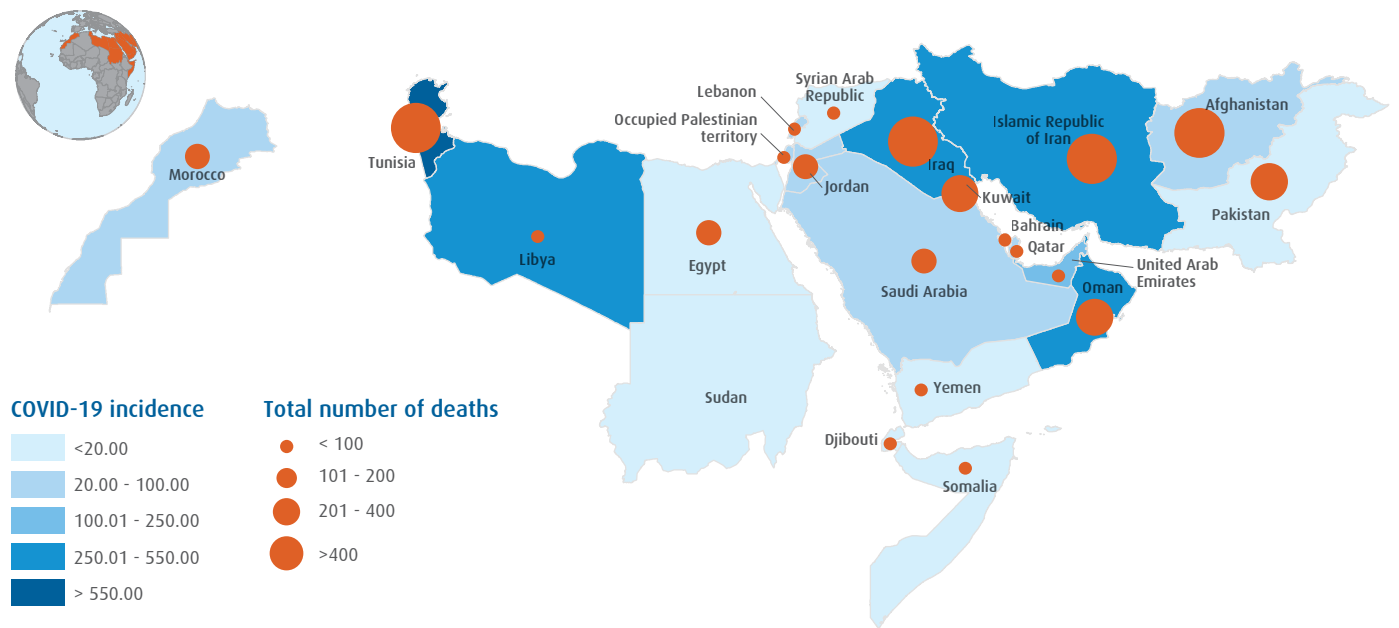 Syrian Arab
Republic
Lebanon
Afghanistan
Occupied Palestinian
territory
Islamic Republic
of Iran
Tunisia
Iraq
Morocco
Jordan
Kuwait
Pakistan
Bahrain
Qatar
Libya
Egypt
United Arab
Emirates
Saudi Arabia
Oman
Yemen
Sudan
Djibouti
Somalia
COVID-19 incidence
<20.00
20.00 - 100.00
100.01 - 250.00
250.01 - 550.00
> 550.00
Total number of deaths
< 100
101 - 200
201 - 400
>400